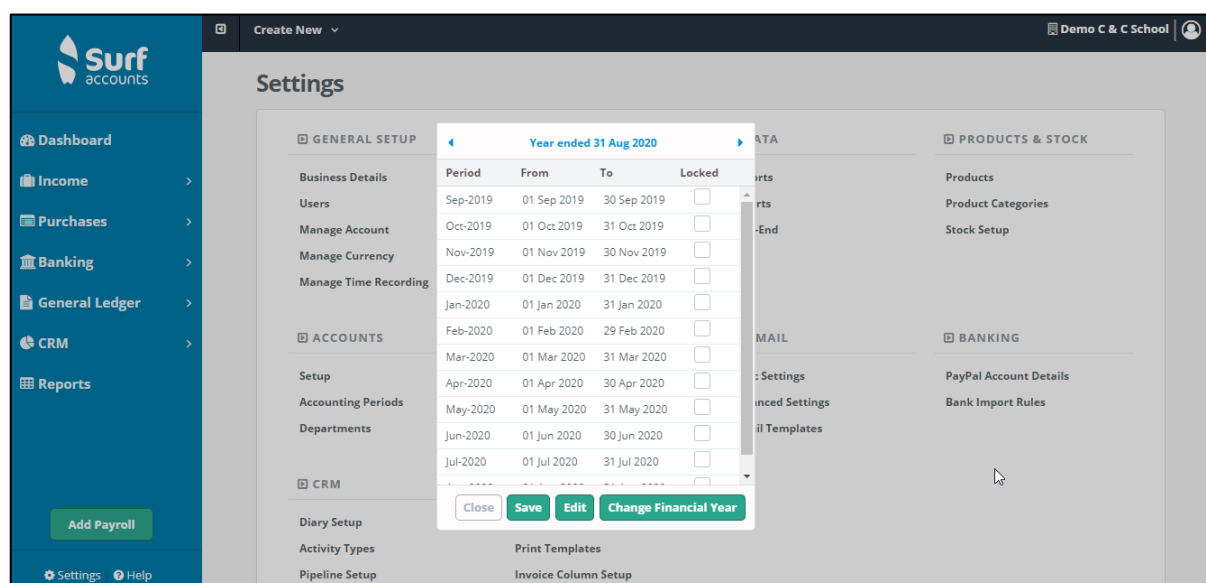 Surf
accounts
Dashboard
Income
Purchases
Banking
General Ledger
CRM
Reports
Add Payroll
Settings Help
Create New
Demo C & C School
Settings
GENERAL SETUP
Business Details
Users
Manage Account
Manage Currency
Manage Time Recording
ACCOUNTS
Setup
Accounting Periods
Departments
CRM
Diary Setup
Activity Types
Pipeline Setup
Year ended 31 Aug 2020
Period From To Locked
Sep-2019 01 Sep 2019 30 Sep 2019
Oct-2019 01 Oct 2019 31 Oct 2019
Nov-2019 01 Nov 2019 30 Nov 2019
Dec-2019 01 Dec 2019 31 Dec 2019
Jan-2020 01 Jan 2020 31 Jan 2020
Feb-2020 01 Feb 2020 29 Feb 2020
Mar-2020 01 Mar 2020 31 Mar 2020
Apr-2020 01 Apr 2020 30 Apr 2020
May-2020 01 May 2020 31 May 2020
Jun-2020 01 Jun 2020 30 Jun 2020
Jul-2020 01 Jul 2020 31 Jul 2020
Close Save Edit Change Financial Year
Print Templates
Invoice Column Setup
ATA
-End
MAIL
Settings
Settings
Templates
PRODUCTS & STOCK
Products
Product Categories
Stock Setup
BANKING
PayPal Account Details
Bank Import Rules